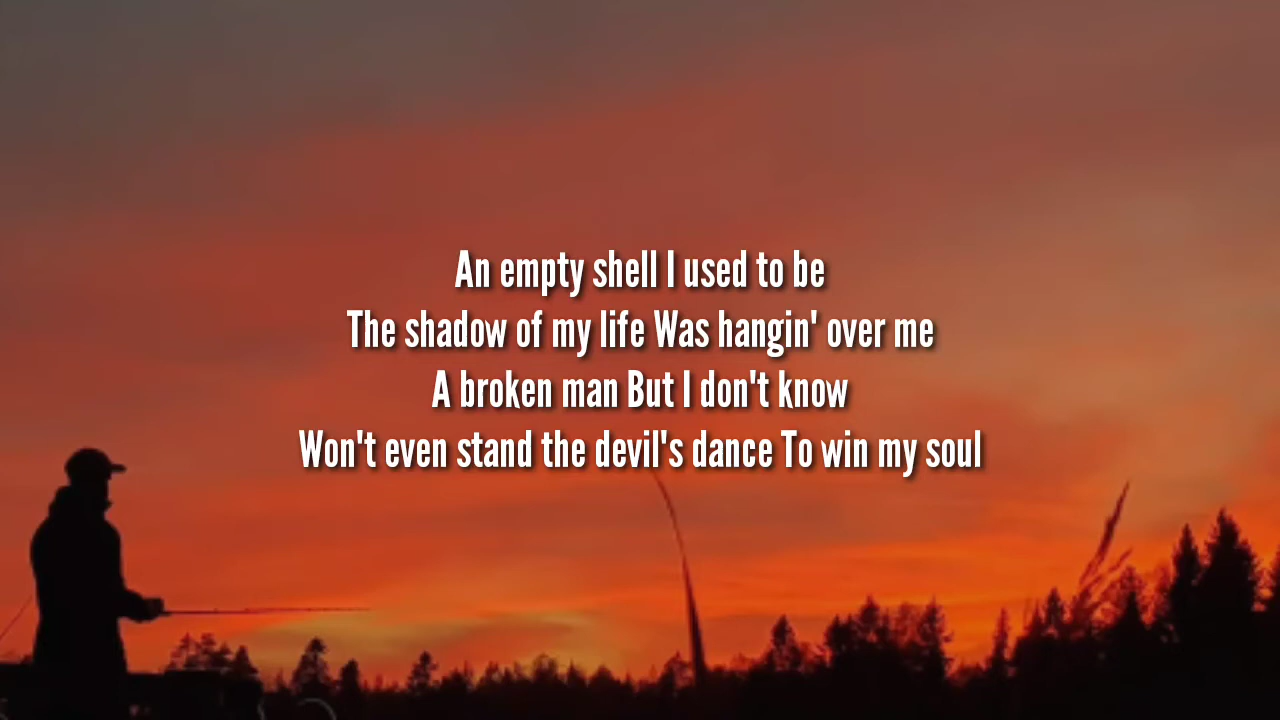 An empty shell I used to be
The shadow of my life Was hangin' over me
A broken man But I don't know
Won't even stand the devil's dance To win my soul